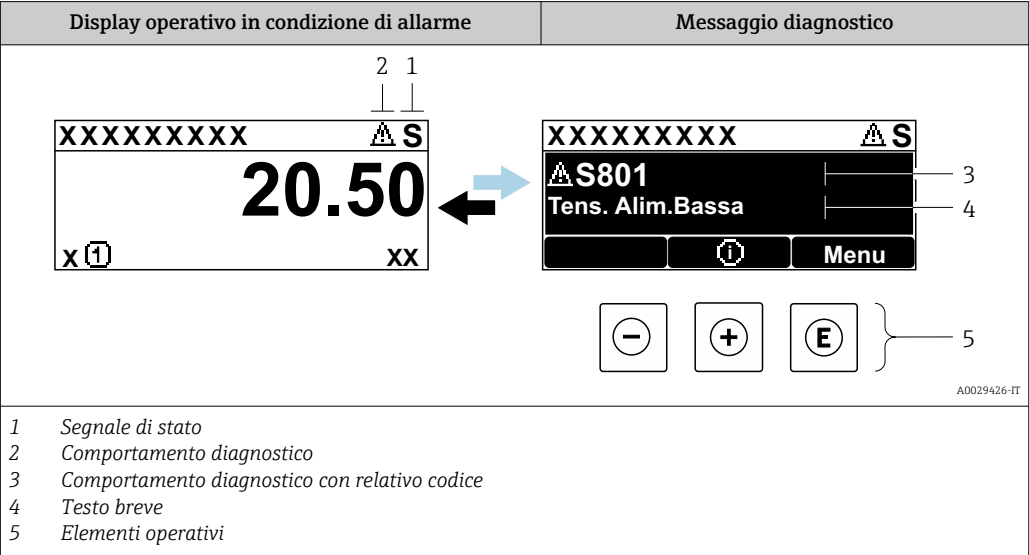 Display operativo in condizione di allarme
Messaggio diagnostico
2 1
XXXXXXXXX ⚠ S
20.50
x 1
xx
XXXXXXXXX ⚠ S
⚠S801
3
Tens. Alim.Bassa
4
i
Menu
− + E
5
A0029426-IT
1 Segnale di stato
2 Comportamento diagnostico
3 Comportamento diagnostico con relativo codice
4 Testo breve
5 Elementi operativi